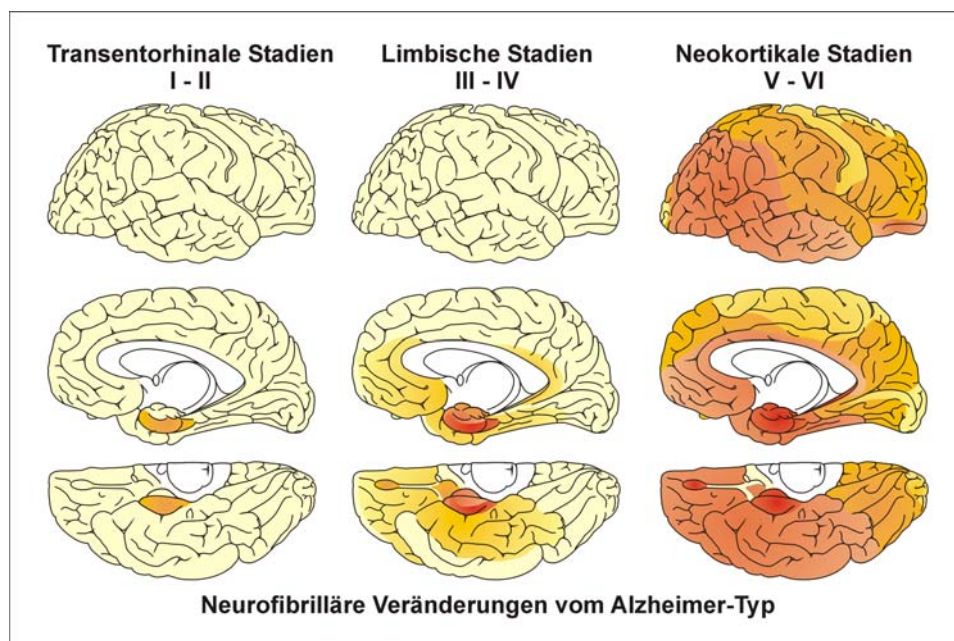 Transentorhinale Stadien
I - II
Limbische Stadien
III - IV
Neokortikale Stadien
V - VI
Neurofibrilläre Veränderungen vom Alzheimer-Typ